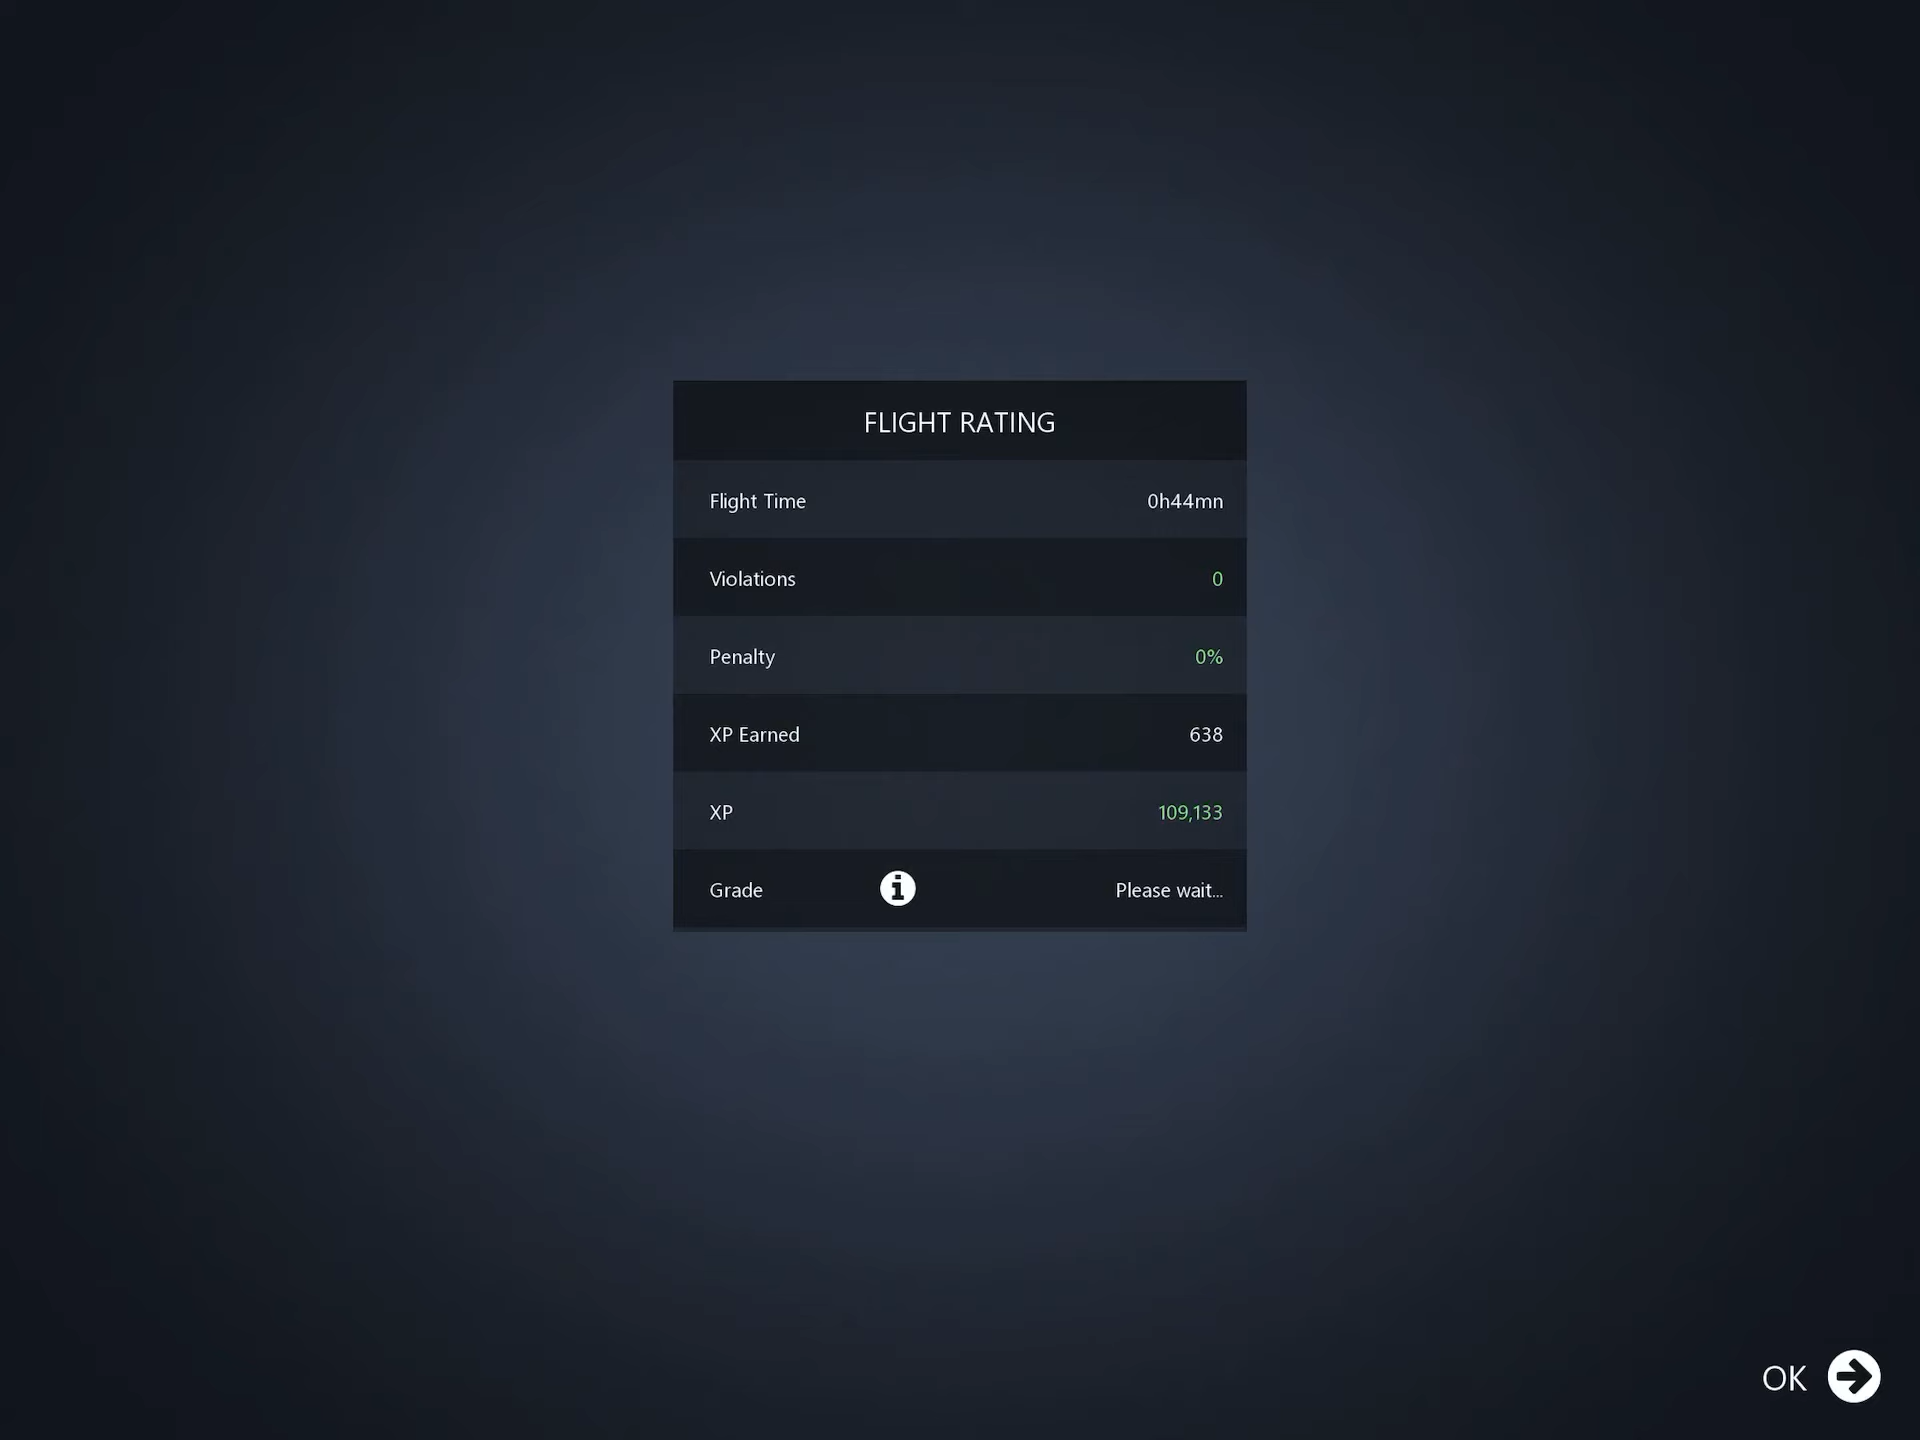 FLIGHT RATING
Flight Time 0h44mn
Violations 0
Penalty 0%
XP Earned 638
XP 109,133
Grade Please wait...
OK